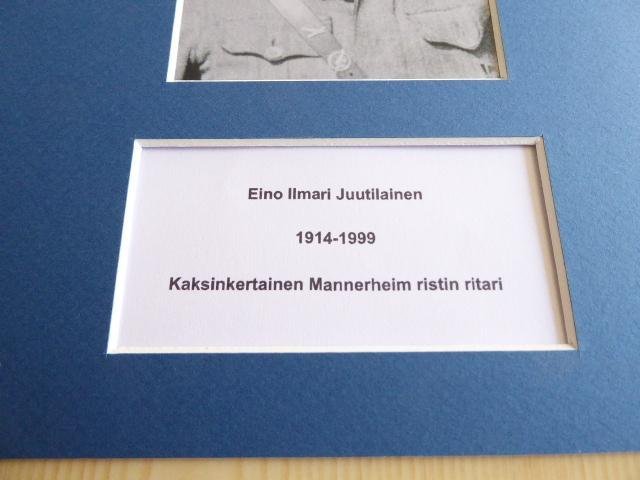 Eino Ilmari Juutilainen
1914-1999
Kaksinkertainen Mannerheim ristin ritari